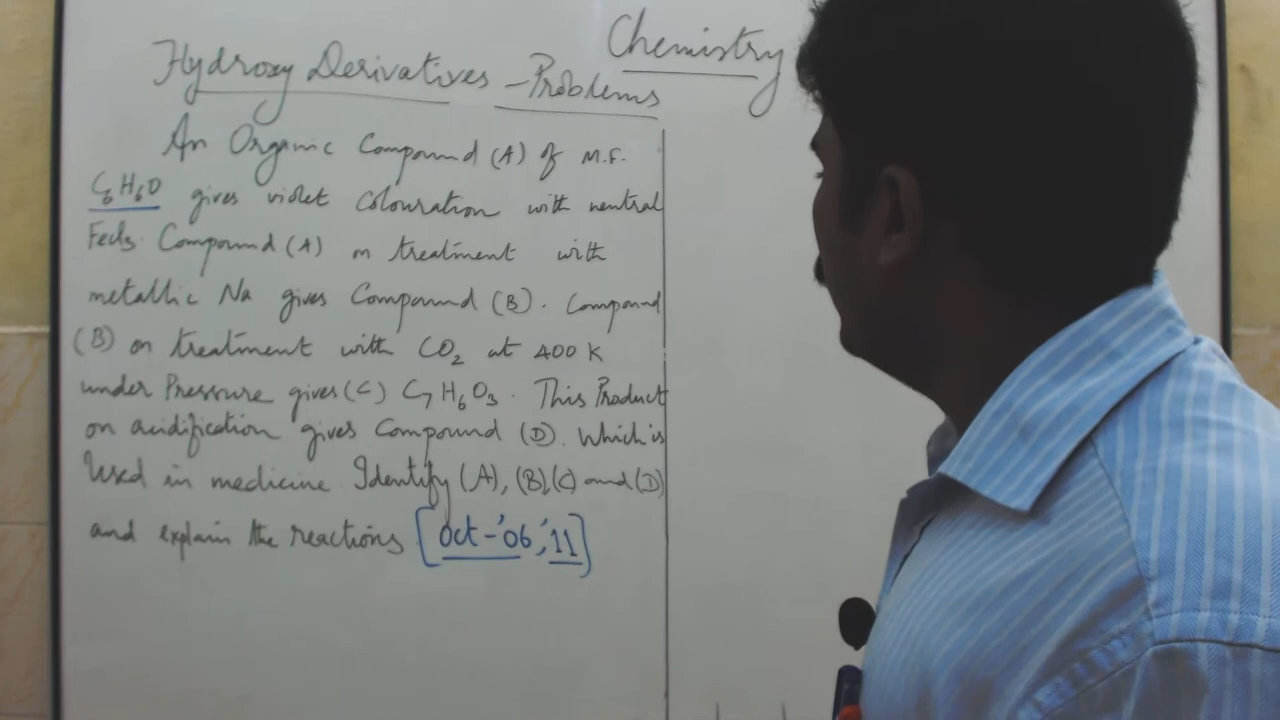 Chemistry
Hydroxy Derivatives - Problems
An Organic Compound (A) of M.F.
C6H6O gives violet Colouration with neutral
Fecl3. Compound (A) on treatment with
metallic Na gives Compound (B). Compound
(B) on treatment with CO2 at 400 K
under Pressure gives (C) C7H6O3. This Product
on acidification gives Compound (D). Which is
Used in medicine Identify (A), (B), (C) and (D)
and explain the reactions [Oct-'06,'11]